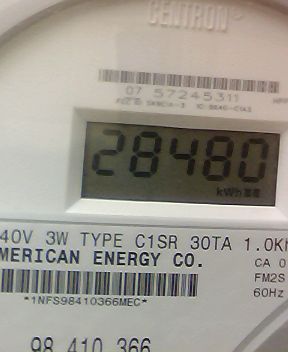 CENTRON®
07 57245311
28480
kWh
40V 3W TYPE C1SR 30TA 1.0K
MERICAN ENERGY CO.
CA 0
FM2S
60Hz
*1NFS98410366MEC*
98 410 366